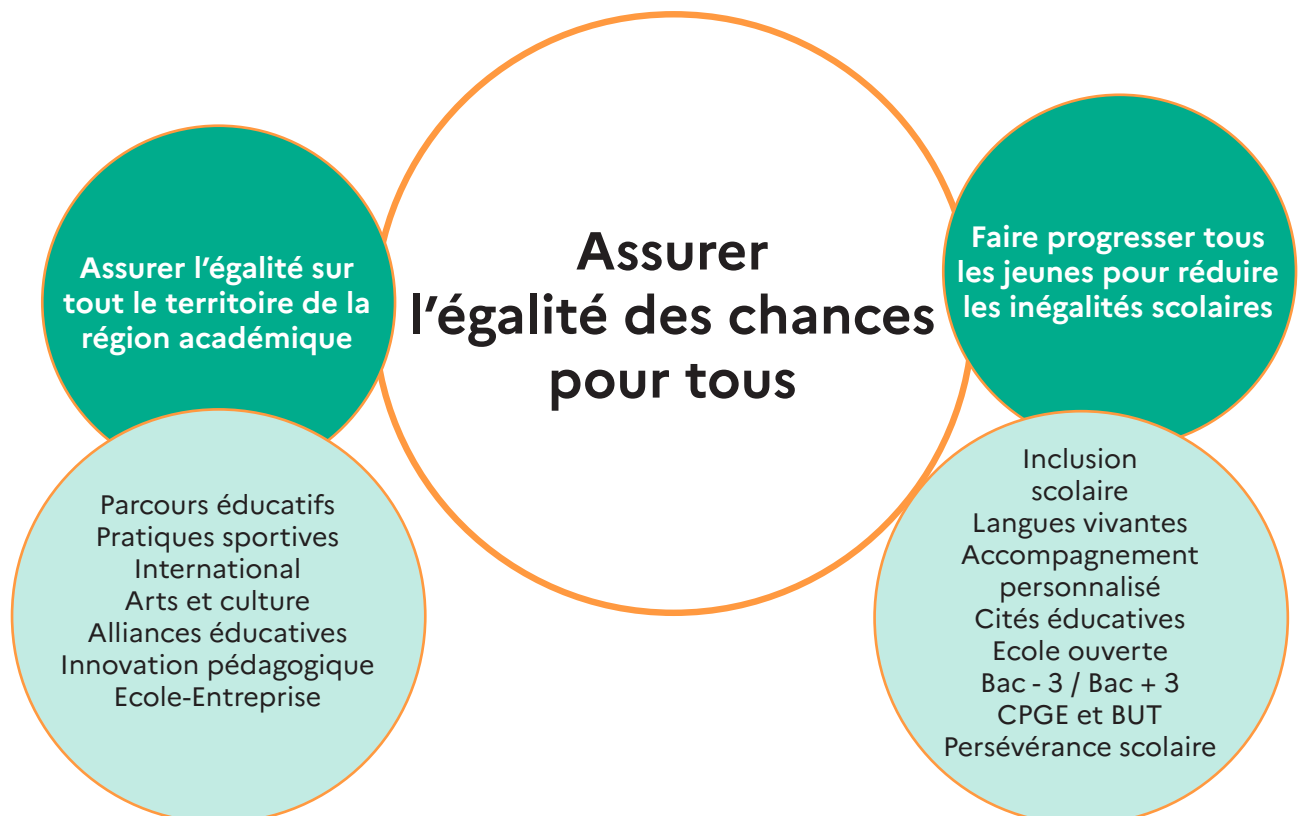 Assurer l'égalité sur
tout le territoire de la
région académique
Parcours éducatifs
Pratiques sportives
International
Arts et culture
Alliances éducatives
Innovation pédagogique
Ecole-Entreprise
Assurer
l'égalité des chances
pour tous
Faire progresser tous
les jeunes pour réduire
les inégalités scolaires
Inclusion
scolaire
Langues vivantes
Accompagnement
personnalisé
Cités éducatives
Ecole ouverte
Bac - 3 / Bac + 3
CPGE et BUT
Persévérance scolaire